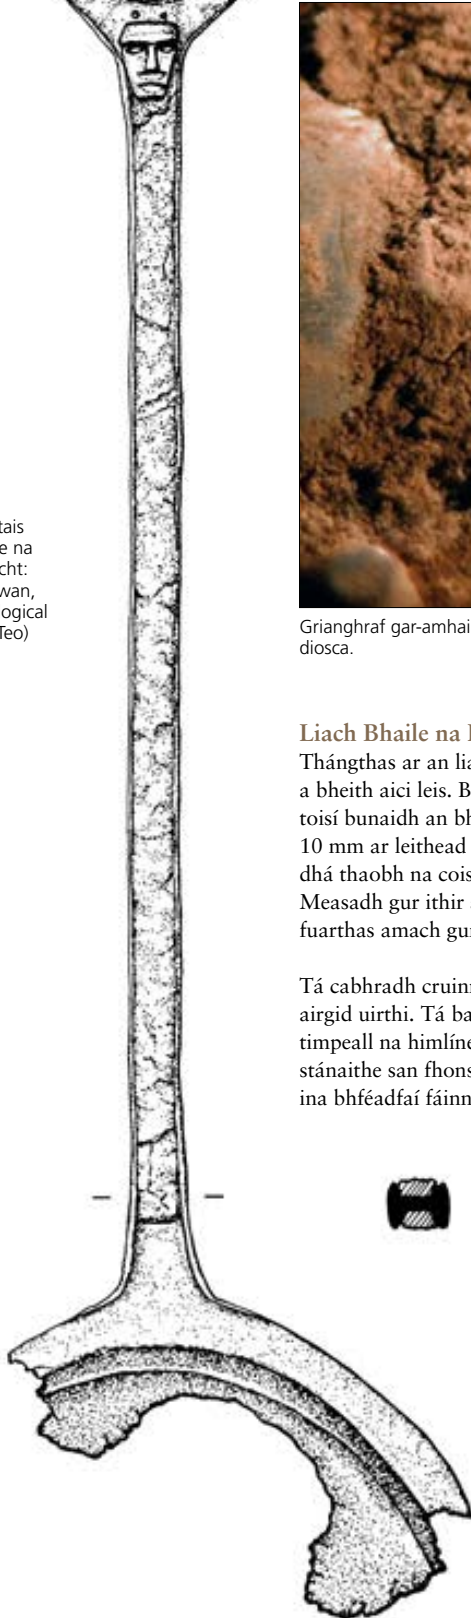 tais
e na
cht:
wan,
ogical
Teo)
Grianghraf gar-amhai
diosca.
Liach Bhaile na
Thángthas ar an lia
a bheith aici leis. B
toisí bunaidh an bh
10 mm ar leithead
dhá thaobh na cois
Measadh gur ithir
fuarthas amach gu
Tá cabhradh cruin
airgid uirthi. Tá ba
timpeall na himlíne
stánaithe san fhons
ina bhféadfaí fáinn